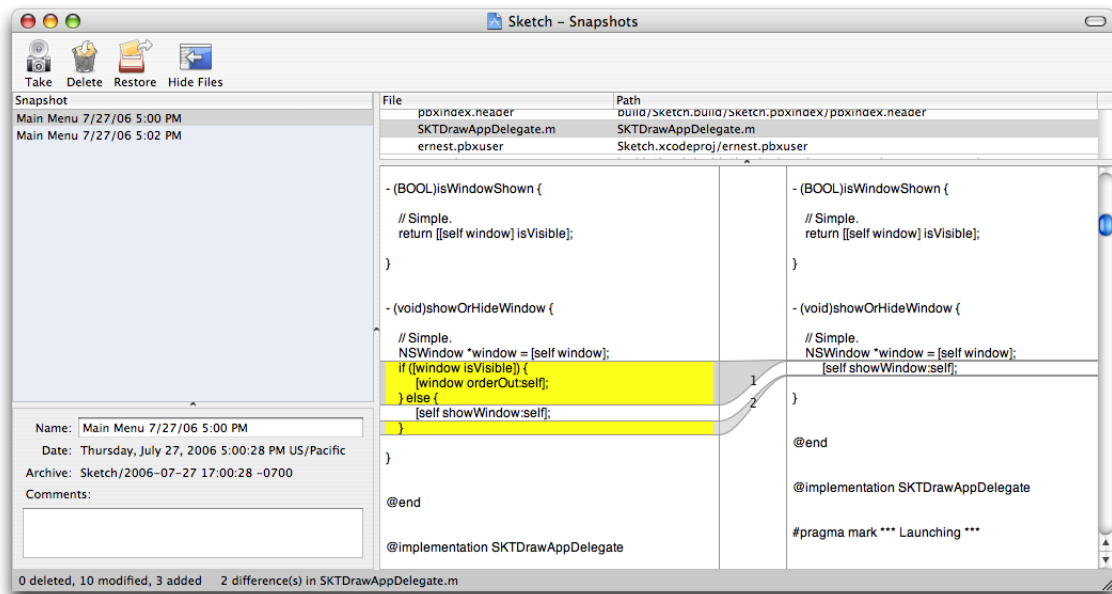 Sketch – Snapshots
Take Delete Restore Hide Files
Snapshot
Main Menu 7/27/06 5:00 PM
Main Menu 7/27/06 5:02 PM
Name: Main Menu 7/27/06 5:00 PM
Date: Thursday, July 27, 2006 5:00:28 PM US/Pacific
Archive: Sketch/2006-07-27 17:00:28 -0700
Comments:
File Path
pbxindex.header build/Sketch.build/Sketch.pbxindex/pbxindex.header
SKTDrawAppDelegate.m SKTDrawAppDelegate.m
ernest.pbxuser Sketch.xcodeproj/ernest.pbxuser
- (BOOL)isWindowShown {
// Simple.
return [[self window] isVisible];
}
- (void)showOrHideWindow {
// Simple.
NSWindow *window = [self window];
if ([window isVisible]) {
[window orderOut:self];
} else {
[self showWindow:self];
}
}
@end
@implementation SKTDrawAppDelegate
1
2
- (BOOL)isWindowShown {
// Simple.
return [[self window] isVisible];
}
- (void)showOrHideWindow {
// Simple.
NSWindow *window = [self window];
[self showWindow:self];
}
@end
@implementation SKTDrawAppDelegate
#pragma mark *** Launching ***
0 deleted, 10 modified, 3 added 2 difference(s) in SKTDrawAppDelegate.m